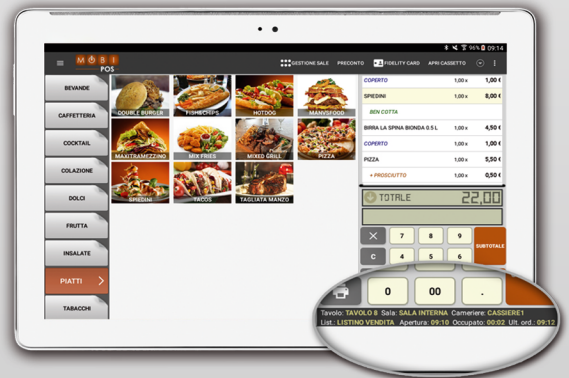 96% 09:14
MOBI
POS
GESTIONE SALE PRECONTO FIDELITY CARD APRI CASSETTO
BEVANDE
CAFFETTERIA
COCKTAIL
COLAZIONE
DOLCI
FRUTTA
INSALATE
PIATTI
TABACCHI
DOUBLE BURGER FISH&CHIPS HOTDOG MANVSFOOD
MAXITRAMEZZINO MIX FRIES MIXED GRILL PIZZA
SPIEDINI TACOS TAGLIATA MANZO
COPERTO 1,00 x 1,00 €
SPIEDINI 1,00 x 8,00 €
BEN COTTA
BIRRA LA SPINA BIONDA 0.5 L 1,00 x 4,50 €
COPERTO 1,00 x 1,00 €
PIZZA 1,00 x 5,50 €
+ PROSCIUTTO 1,00 x 0,50 €
TOTALE 22,00
X 7 8 9 SUBTOTALE
C 4 5 6
0 00 .
Tavolo: TAVOLO 8 Sala: SALA INTERNA Cameriere: CASSIERE1
List.: LISTINO VENDITA Apertura: 09:10 Occupato: 00:02 Ult. ord.: 09:12